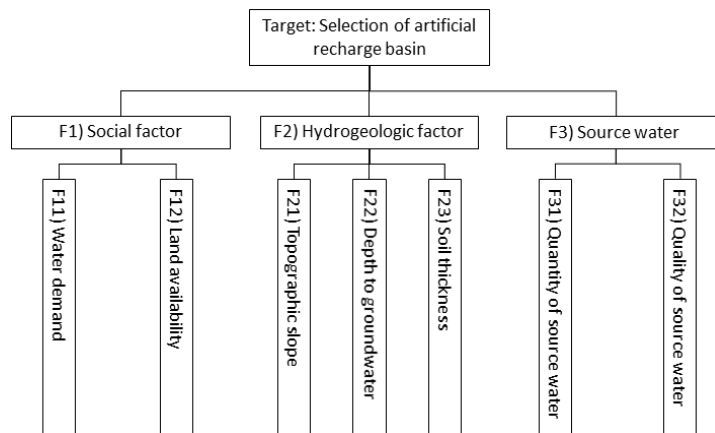 Target: Selection of artificial
recharge basin
F1) Social factor
F2) Hydrogeologic factor
F3) Source water
F11) Water demand
F12) Land availability
F21) Topographic slope
F22) Depth to groundwater
F23) Soil thickness
F31) Quantity of source water
F32) Quality of source water